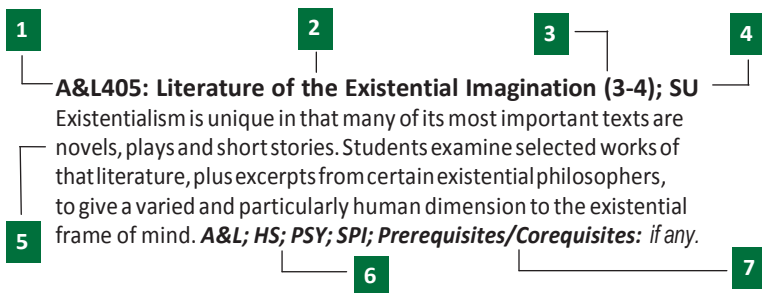 1
2
3
4
A&L405: Literature of the Existential Imagination (3-4); SU
Existentialism is unique in that many of its most important texts are
novels, plays and short stories. Students examine selected works of
that literature, plus excerpts from certain existential philosophers,
to give a varied and particularly human dimension to the existential
frame of mind. A&L; HS; PSY; SPI; Prerequisites/Corequisites: if any.
5
6
7